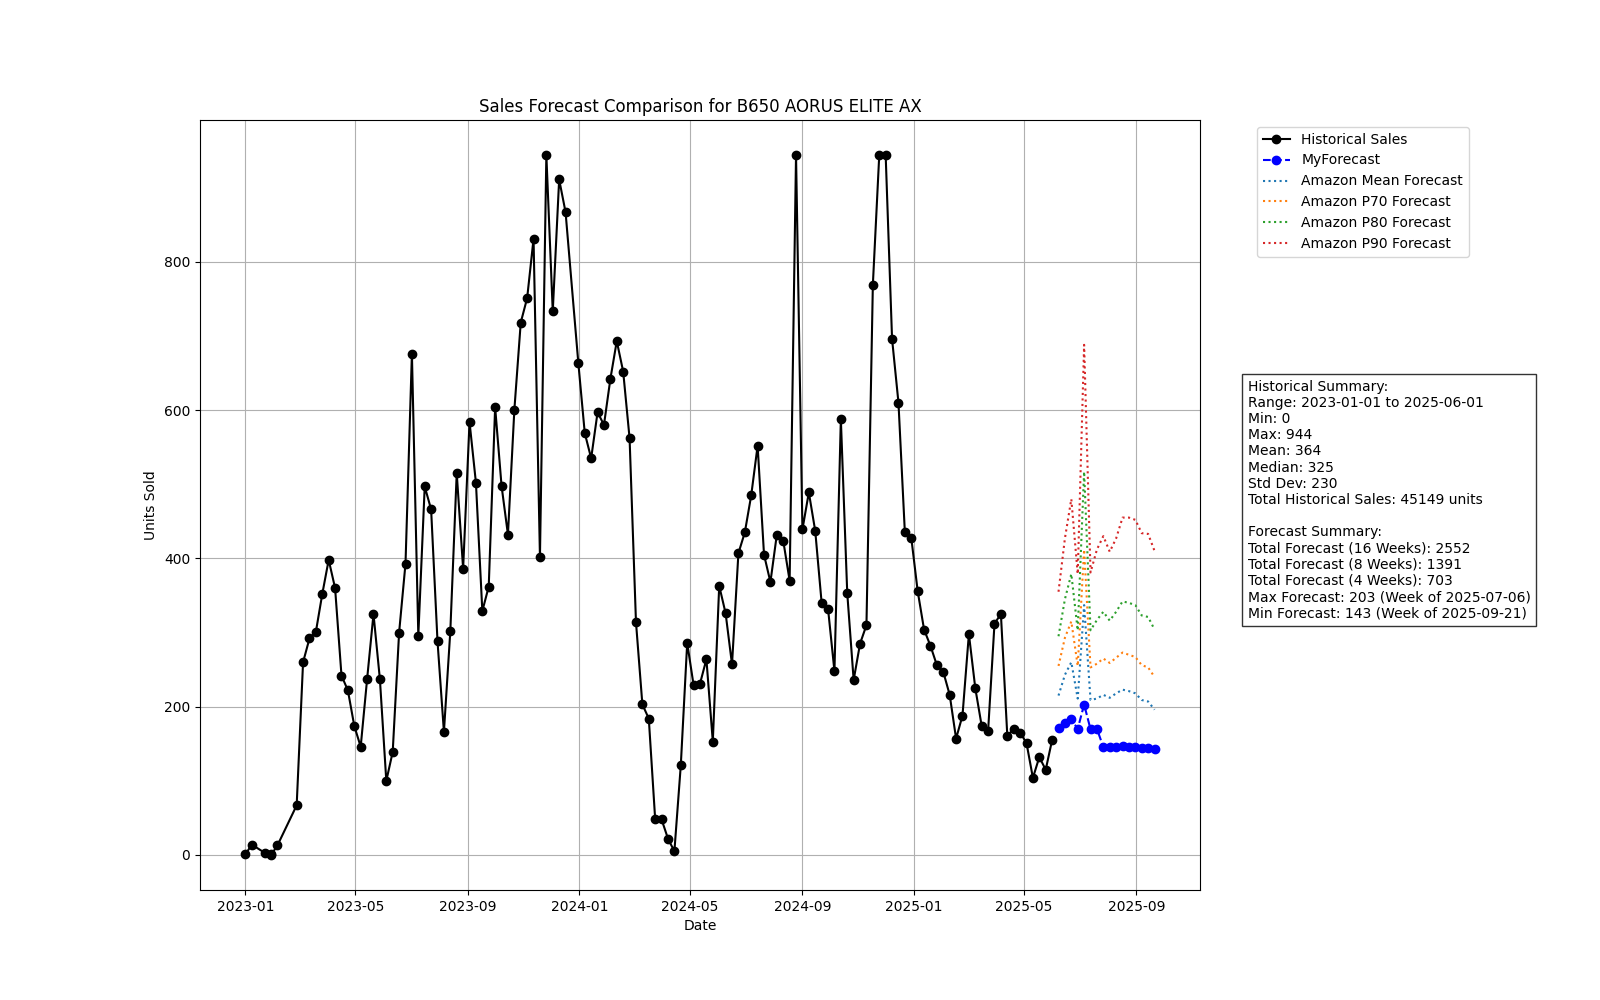 Sales Forecast Comparison for B650 AORUS ELITE AX
Historical Sales
MyForecast
Amazon Mean Forecast
Amazon P70 Forecast
Amazon P80 Forecast
Amazon P90 Forecast
Units Sold
800
600
400
200
0
2023-01
2023-05
2023-09
2024-01
2024-05
2024-09
2025-01
2025-05
2025-09
Date
Historical Summary:
Range: 2023-01-01 to 2025-06-01
Min: 0
Max: 944
Mean: 364
Median: 325
Std Dev: 230
Total Historical Sales: 45149 units
Forecast Summary:
Total Forecast (16 Weeks): 2552
Total Forecast (8 Weeks): 1391
Total Forecast (4 Weeks): 703
Max Forecast: 203 (Week of 2025-07-06)
Min Forecast: 143 (Week of 2025-09-21)